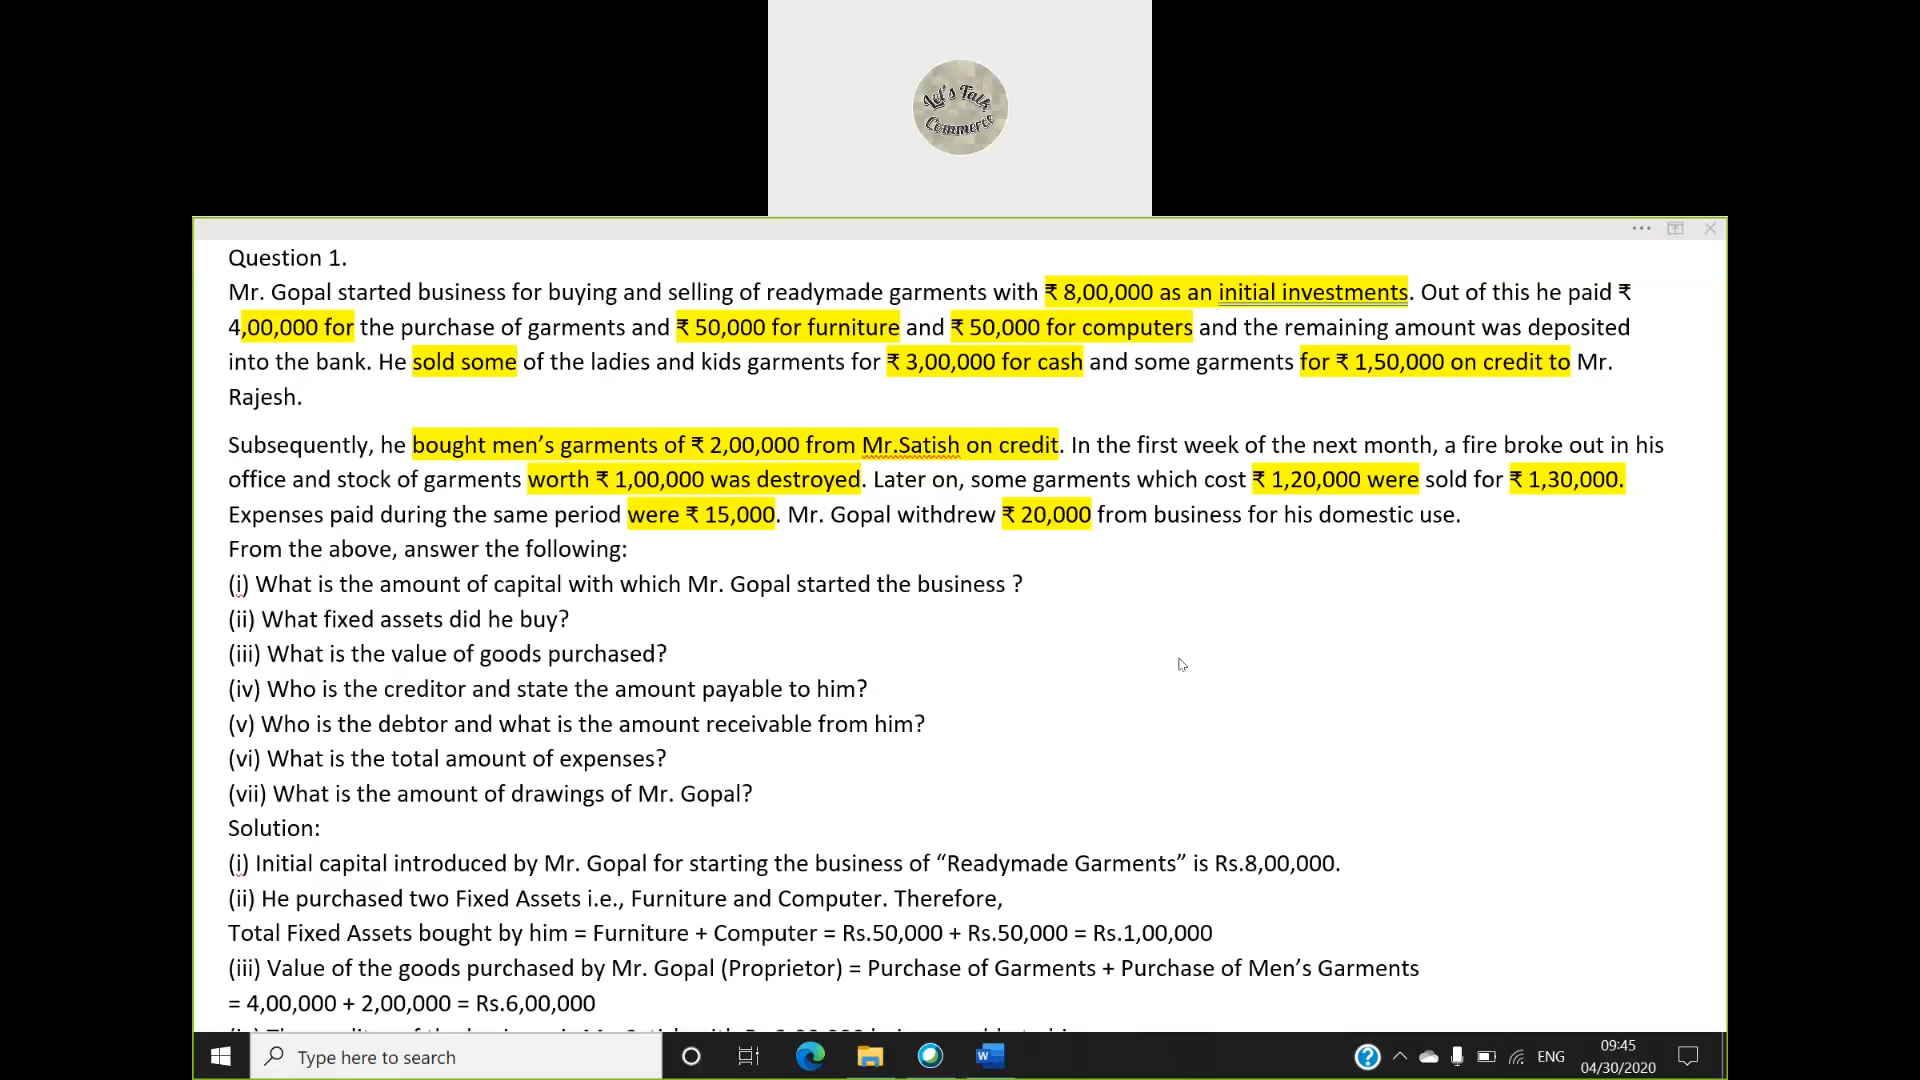 Let's Talk
Commerce
Question 1.
Mr. Gopal started business for buying and selling of readymade garments with ₹ 8,00,000 as an initial investments. Out of this he paid ₹
4,00,000 for the purchase of garments and ₹ 50,000 for furniture and ₹ 50,000 for computers and the remaining amount was deposited
into the bank. He sold some of the ladies and kids garments for ₹ 3,00,000 for cash and some garments for ₹ 1,50,000 on credit to Mr.
Rajesh.
Subsequently, he bought men’s garments of ₹ 2,00,000 from Mr.Satish on credit. In the first week of the next month, a fire broke out in his
office and stock of garments worth ₹ 1,00,000 was destroyed. Later on, some garments which cost ₹ 1,20,000 were sold for ₹ 1,30,000.
Expenses paid during the same period were ₹ 15,000. Mr. Gopal withdrew ₹ 20,000 from business for his domestic use.
From the above, answer the following:
(i) What is the amount of capital with which Mr. Gopal started the business ?
(ii) What fixed assets did he buy?
(iii) What is the value of goods purchased?
(iv) Who is the creditor and state the amount payable to him?
(v) Who is the debtor and what is the amount receivable from him?
(vi) What is the total amount of expenses?
(vii) What is the amount of drawings of Mr. Gopal?
Solution:
(i) Initial capital introduced by Mr. Gopal for starting the business of “Readymade Garments” is Rs.8,00,000.
(ii) He purchased two Fixed Assets i.e., Furniture and Computer. Therefore,
Total Fixed Assets bought by him = Furniture + Computer = Rs.50,000 + Rs.50,000 = Rs.1,00,000
(iii) Value of the goods purchased by Mr. Gopal (Proprietor) = Purchase of Garments + Purchase of Men’s Garments
= 4,00,000 + 2,00,000 = Rs.6,00,000
Type here to search
W
ENG
09:45
04/30/2020